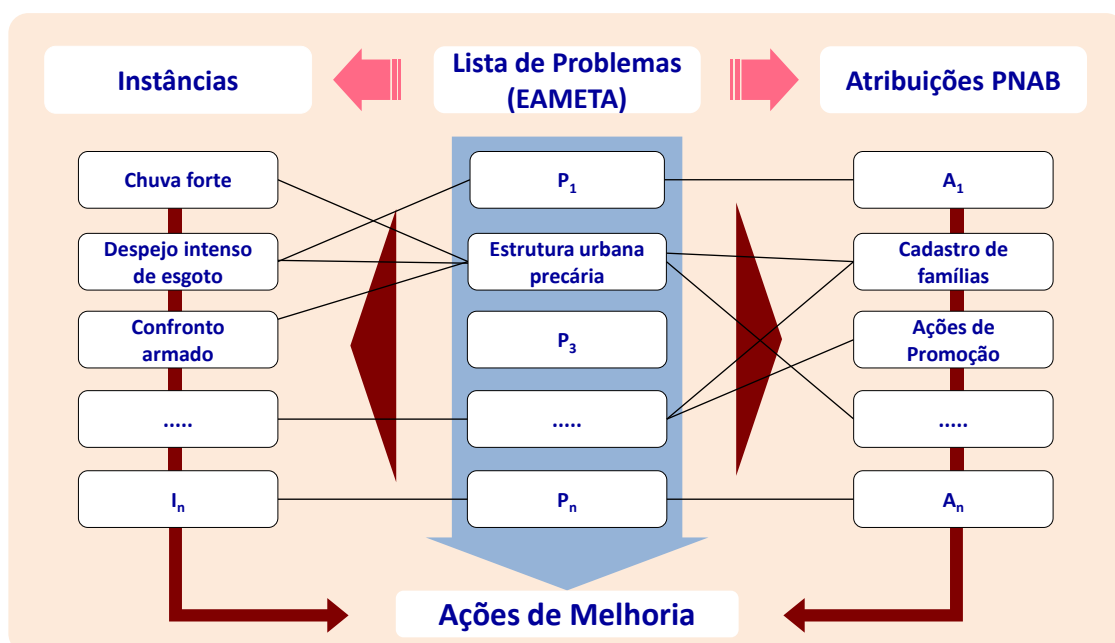 Instâncias
Lista de Problemas
(EAMETA)
Atribuições PNAB
Chuva forte
P₁
A₁
Despejo intenso
de esgoto
Estrutura urbana
precária
Cadastro de
famílias
Confronto
armado
P₃
Ações de
Promoção
.....
.....
.....
Iₙ
Pₙ
Aₙ
Ações de Melhoria